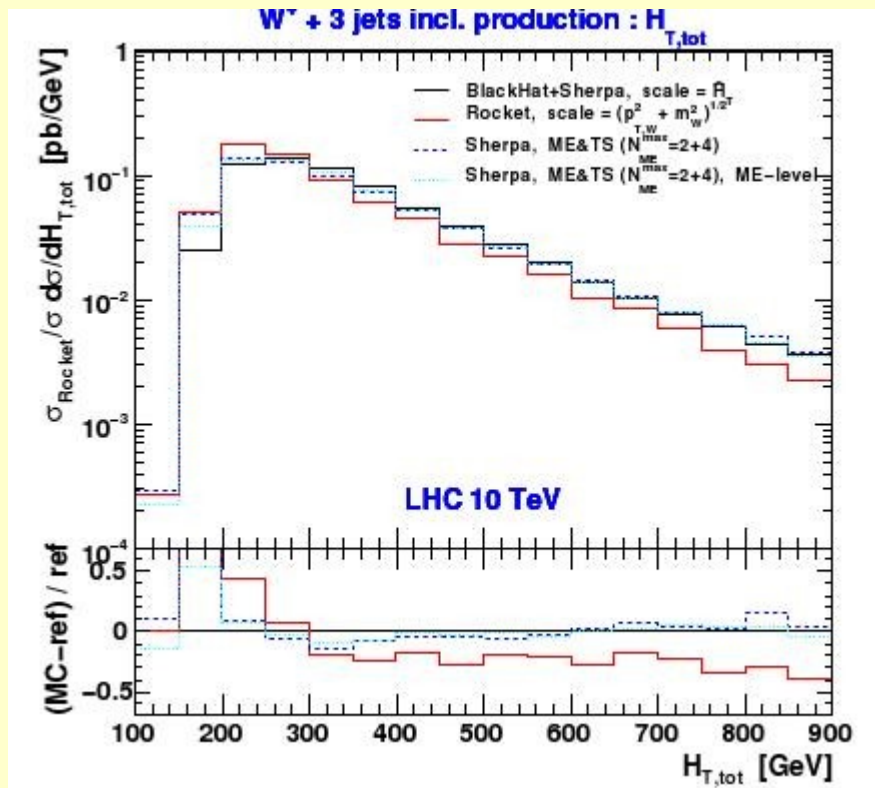 W⁺ + 3 jets incl. production : H_T,tot
σ_Rocket/σ dσ/dH_T,tot [pb/GeV]
1
10⁻¹
10⁻²
10⁻³
10⁻⁴
BlackHat+Sherpa, scale = Ĥ_T
Rocket, scale = (p²_T,W + m²_W)^1/2
Sherpa, ME&TS (N^max_ME=2+4)
Sherpa, ME&TS (N^max_ME=2+4), ME-level
LHC 10 TeV
(MC-ref) / ref
0.5
0
−0.5
100 200 300 400 500 600 700 800 900
H_T,tot [GeV]